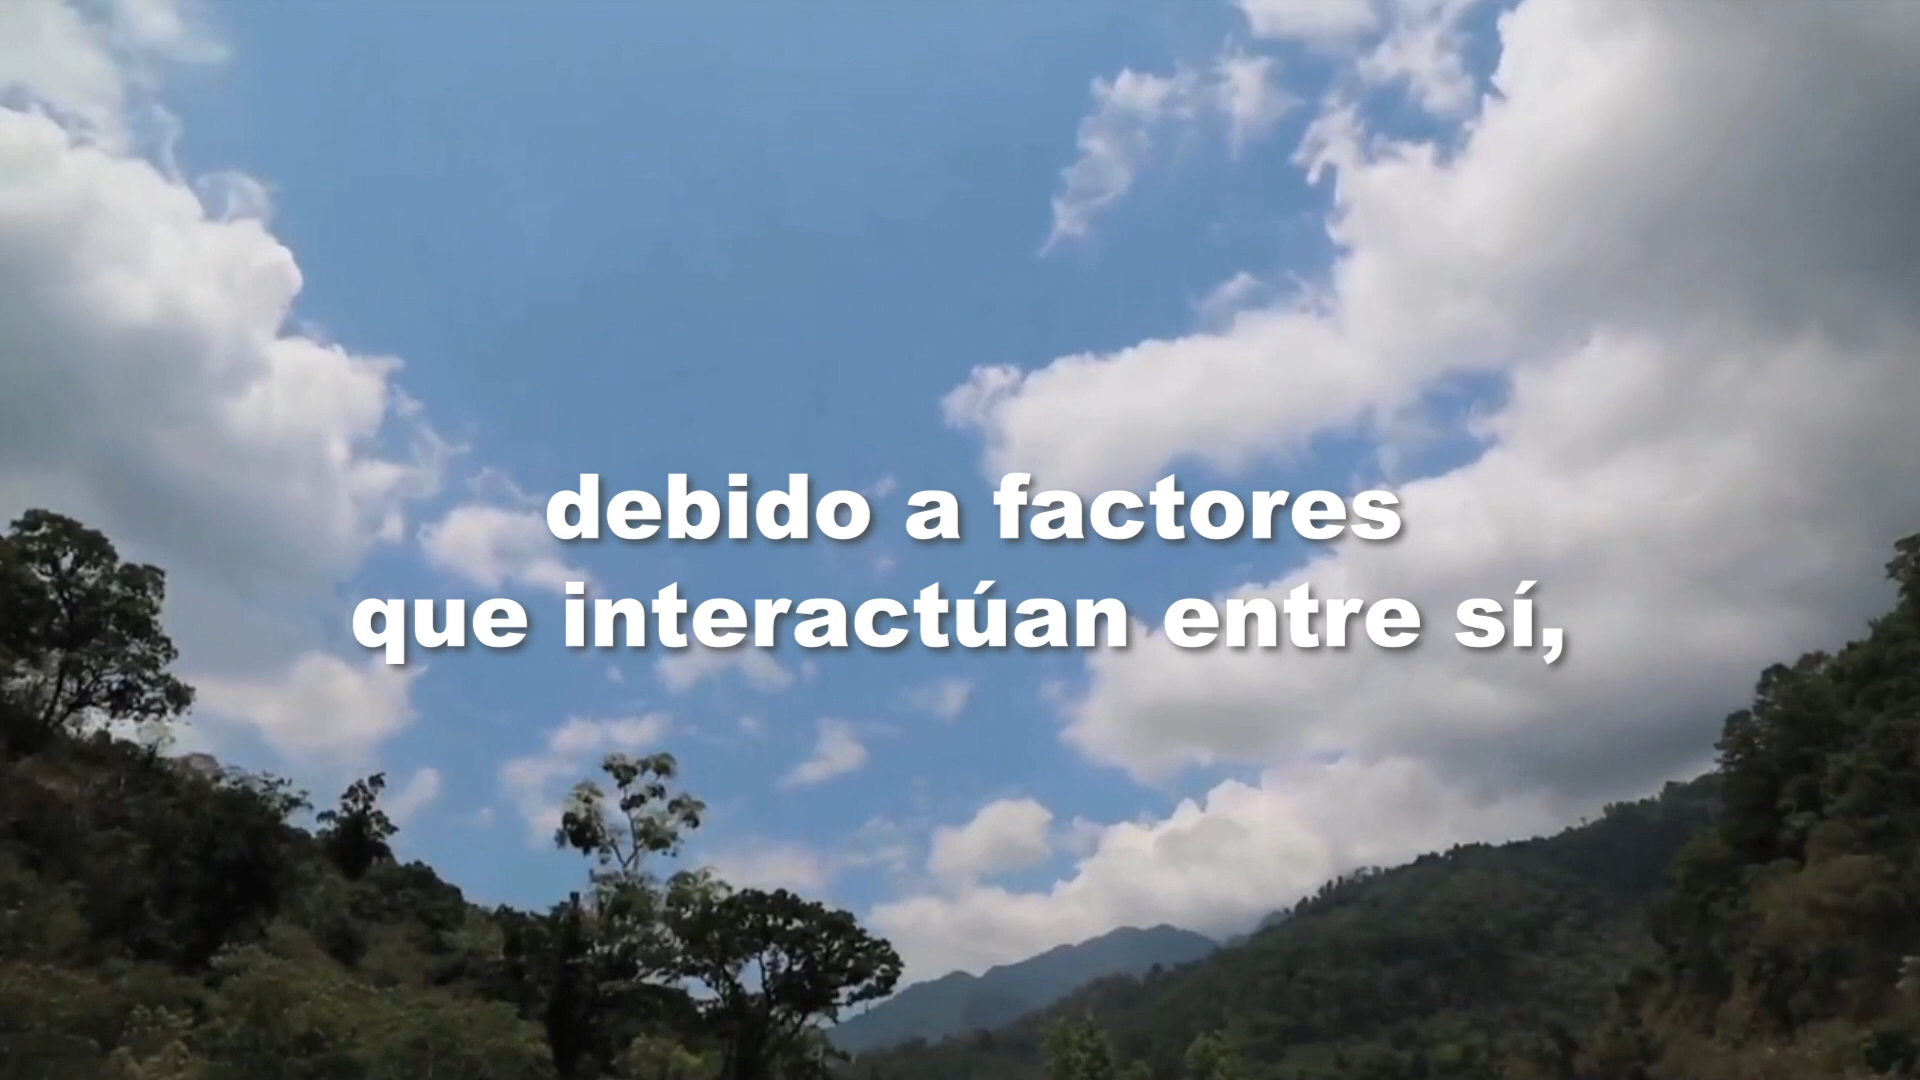 debido a factores
que interactúan entre sí,